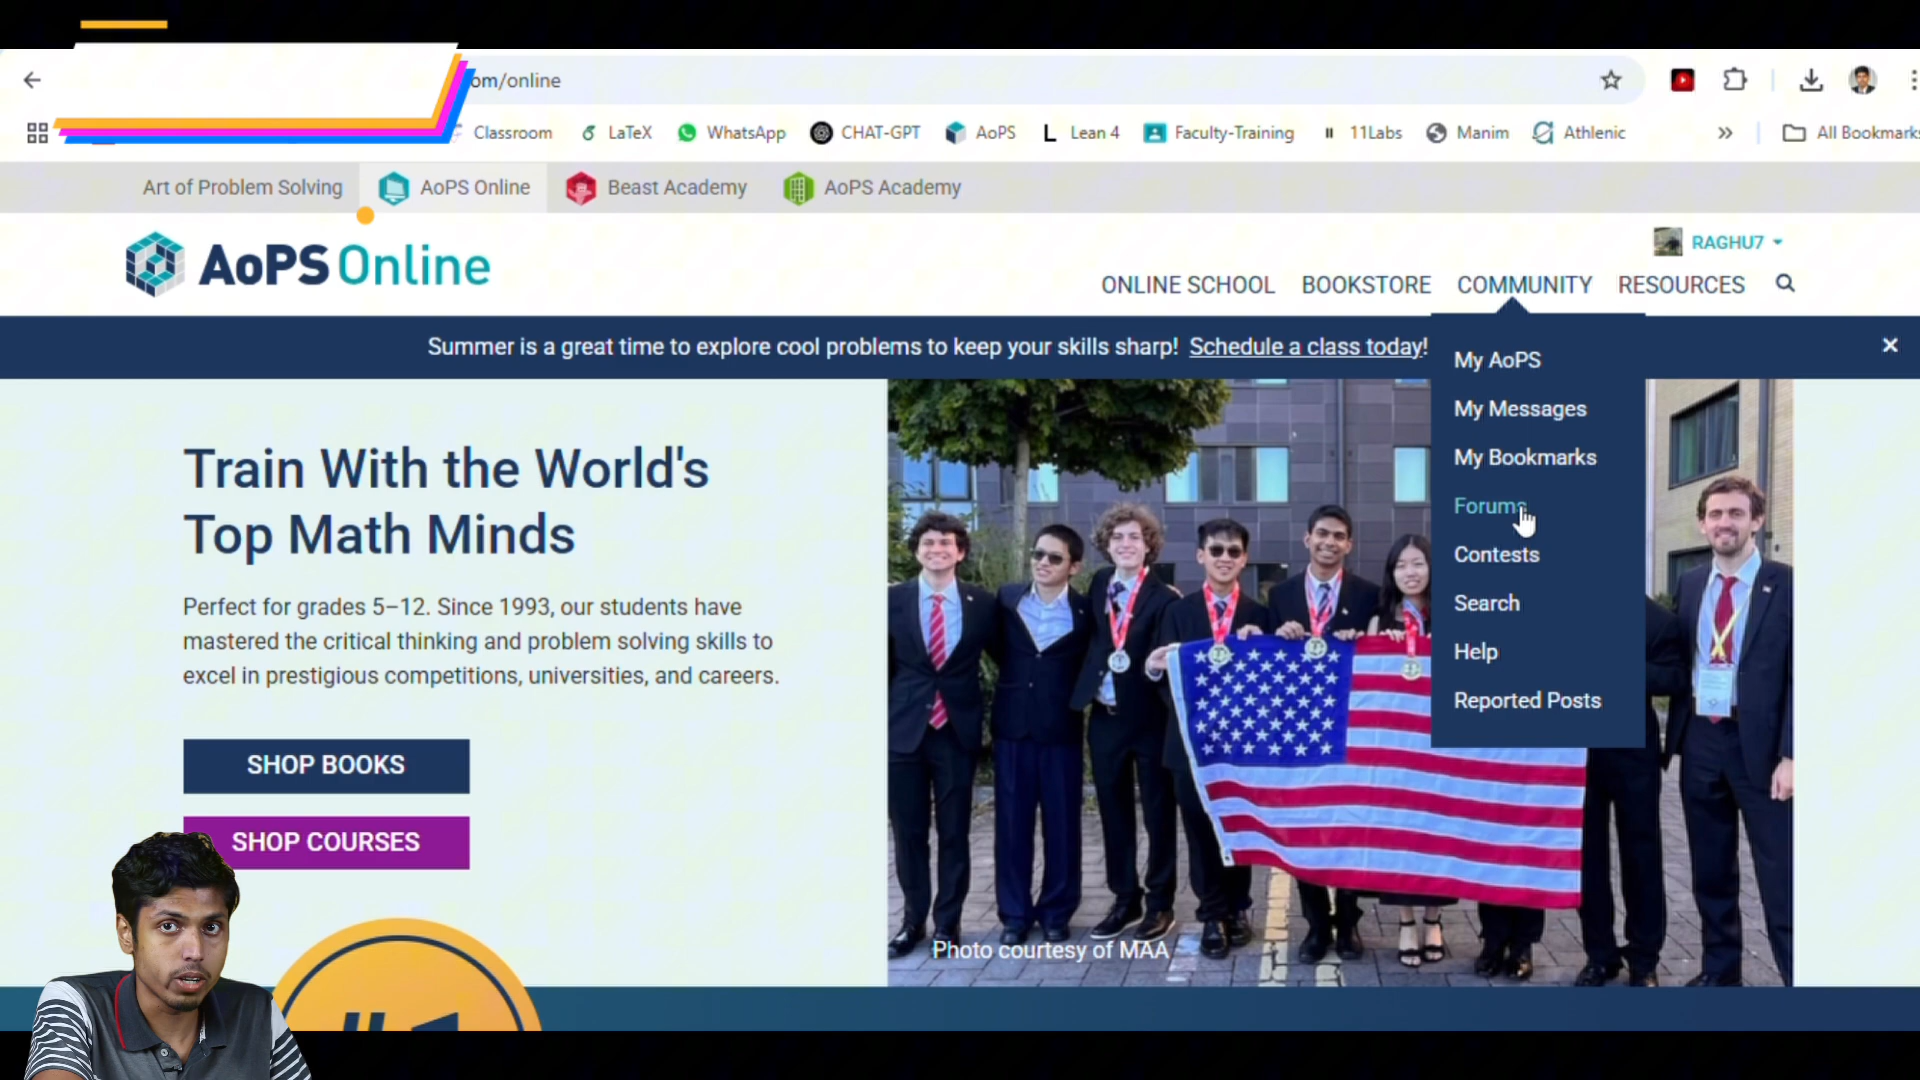 om/online
Classroom LaTeX WhatsApp CHAT-GPT AoPS L Lean 4 Faculty-Training 11Labs Manim Athlenic » All Bookmarks
Art of Problem Solving AoPS Online Beast Academy AoPS Academy
AoPS Online
RAGHU7
ONLINE SCHOOL BOOKSTORE COMMUNITY RESOURCES
Summer is a great time to explore cool problems to keep your skills sharp! Schedule a class today!
My AoPS
My Messages
My Bookmarks
Forums
Contests
Search
Help
Reported Posts
Train With the World's
Top Math Minds
Perfect for grades 5–12. Since 1993, our students have
mastered the critical thinking and problem solving skills to
excel in prestigious competitions, universities, and careers.
SHOP BOOKS
SHOP COURSES
Photo courtesy of MAA